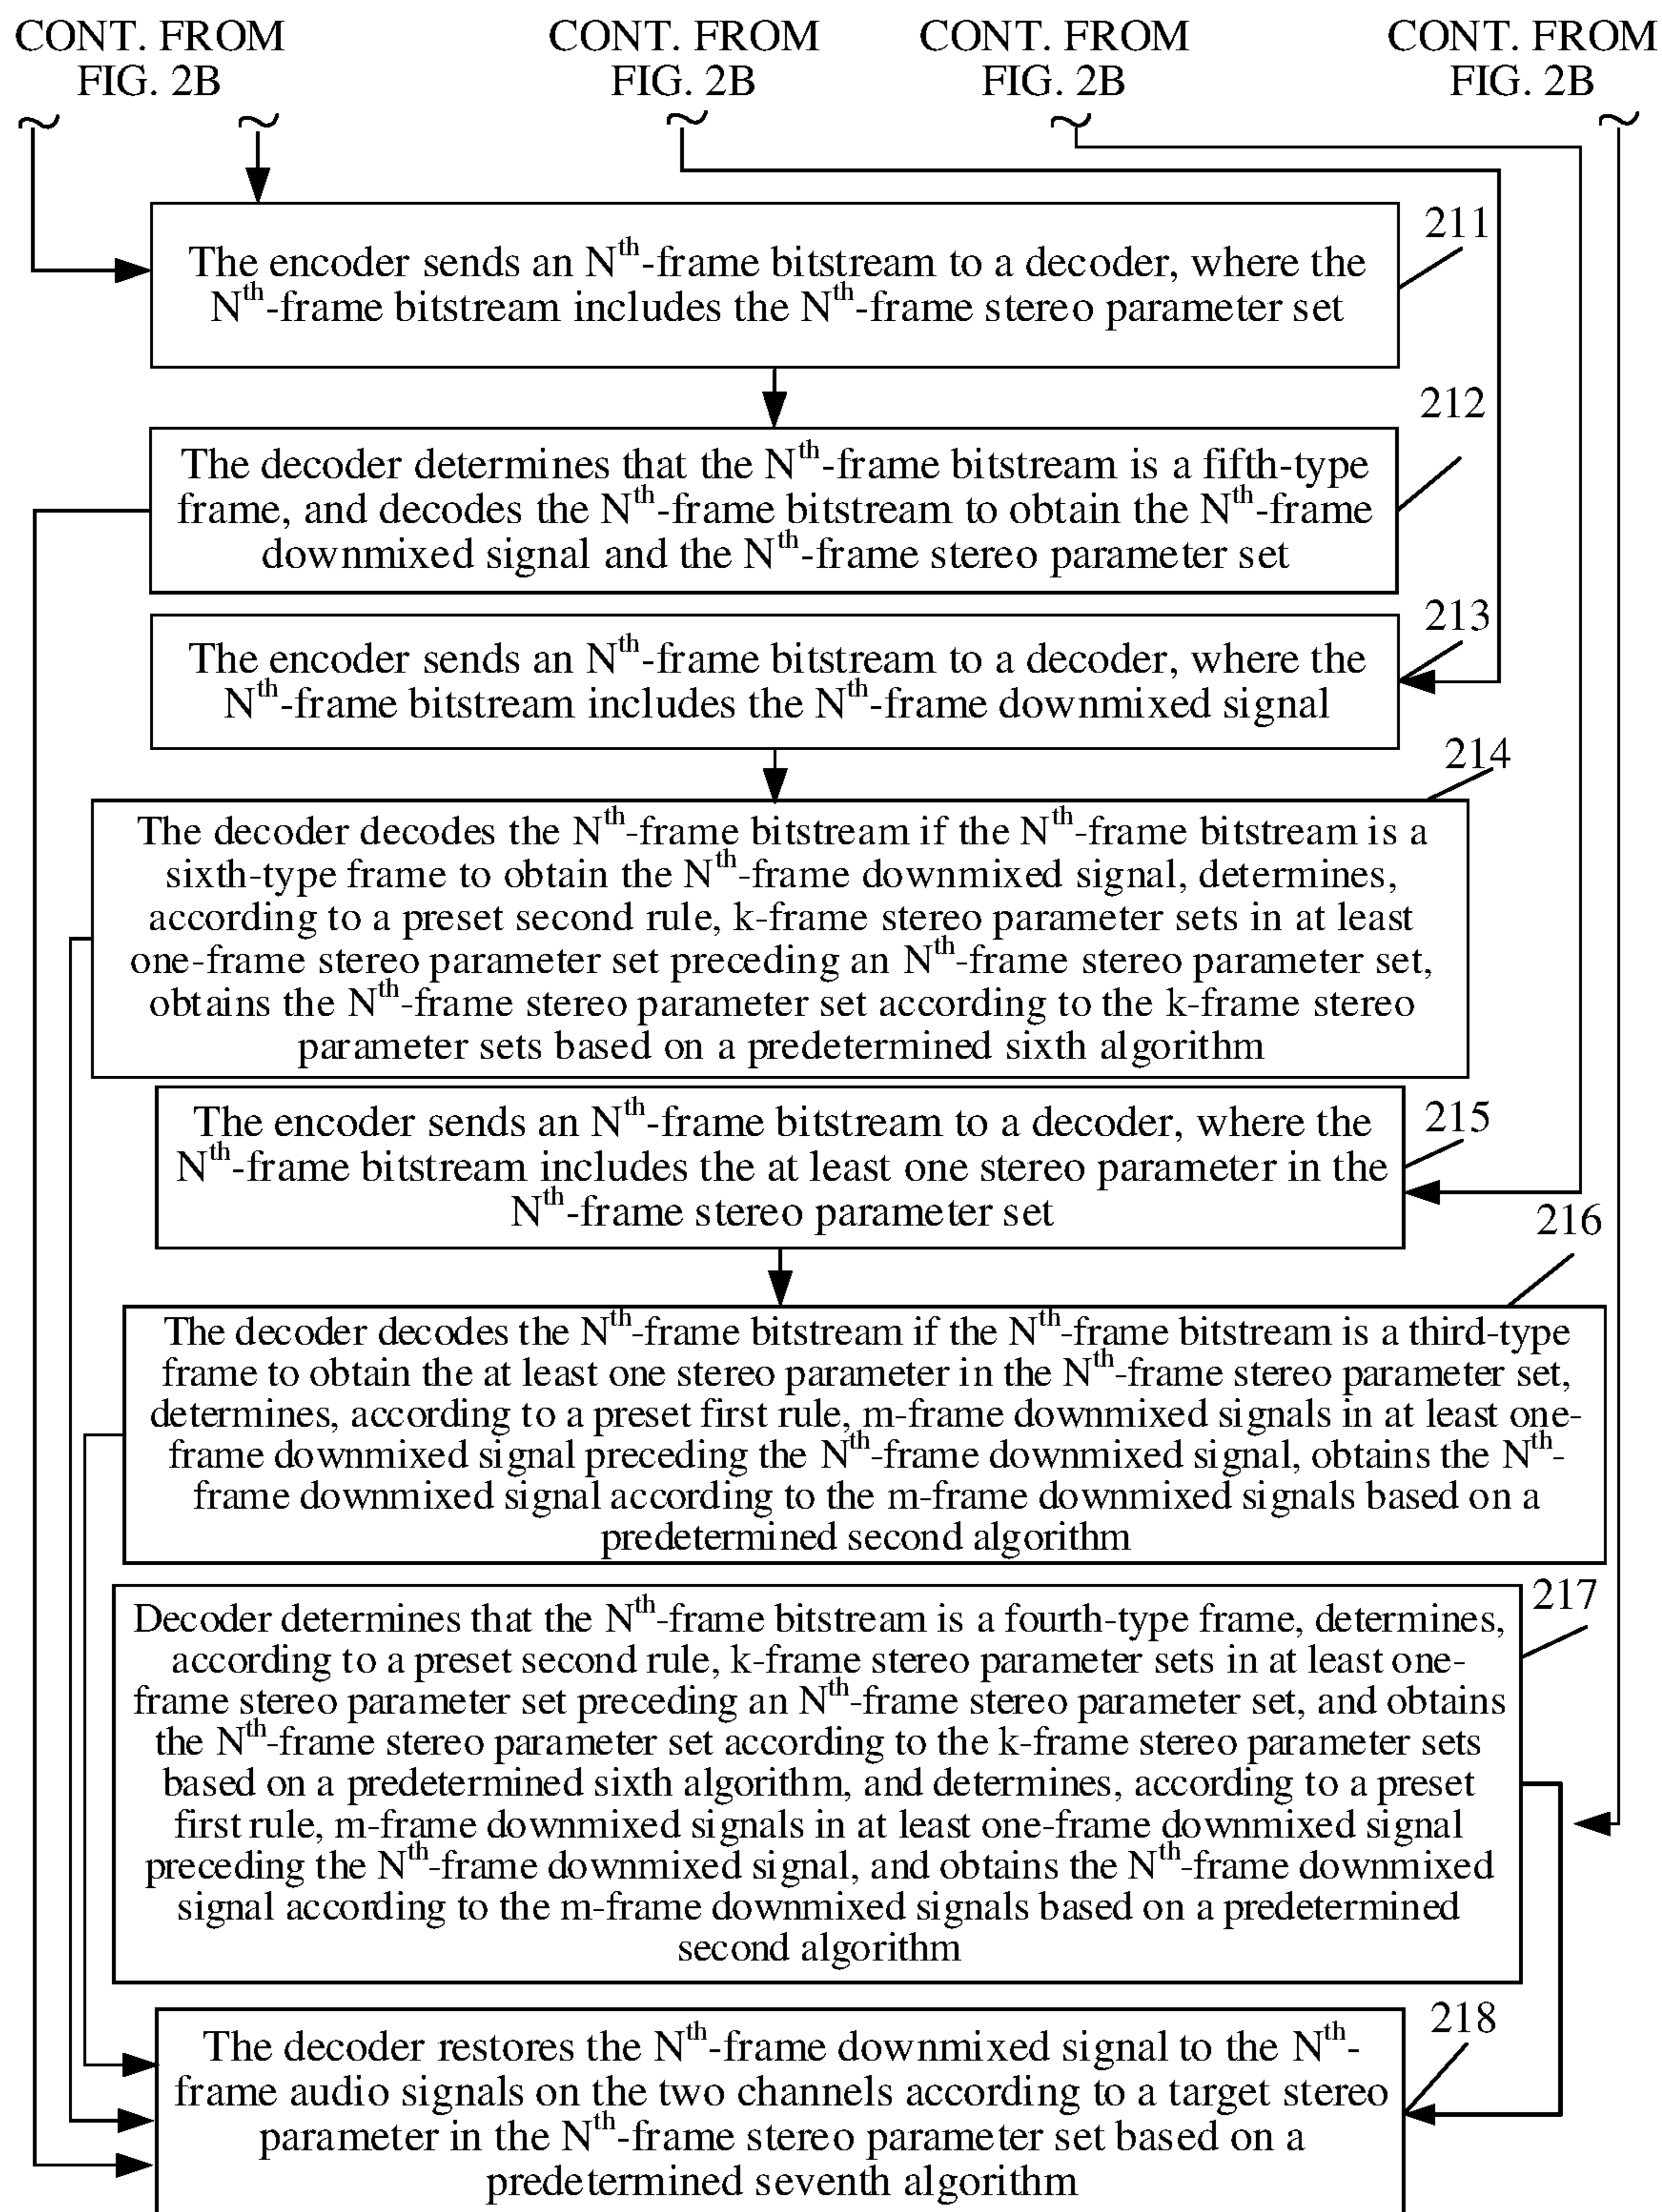 CONT. FROM
FIG. 2B
CONT. FROM
FIG. 2B
CONT. FROM
FIG. 2B
CONT. FROM
FIG. 2B
211
The encoder sends an Nth-frame bitstream to a decoder, where the
Nth-frame bitstream includes the Nth-frame stereo parameter set
212
The decoder determines that the Nth-frame bitstream is a fifth-type
frame, and decodes the Nth-frame bitstream to obtain the Nth-frame
downmixed signal and the Nth-frame stereo parameter set
213
The encoder sends an Nth-frame bitstream to a decoder, where the
Nth-frame bitstream includes the Nth-frame downmixed signal
214
The decoder decodes the Nth-frame bitstream if the Nth-frame bitstream is a
sixth-type frame to obtain the Nth-frame downmixed signal, determines,
according to a preset second rule, k-frame stereo parameter sets in at least
one-frame stereo parameter set preceding an Nth-frame stereo parameter set,
obtains the Nth-frame stereo parameter set according to the k-frame stereo
parameter sets based on a predetermined sixth algorithm
215
The encoder sends an Nth-frame bitstream to a decoder, where the
Nth-frame bitstream includes the at least one stereo parameter in the
Nth-frame stereo parameter set
216
The decoder decodes the Nth-frame bitstream if the Nth-frame bitstream is a third-type
frame to obtain the at least one stereo parameter in the Nth-frame stereo parameter set,
determines, according to a preset first rule, m-frame downmixed signals in at least one-
frame downmixed signal preceding the Nth-frame downmixed signal, obtains the Nth-
frame downmixed signal according to the m-frame downmixed signals based on a
predetermined second algorithm
217
Decoder determines that the Nth-frame bitstream is a fourth-type frame, determines,
according to a preset second rule, k-frame stereo parameter sets in at least one-
frame stereo parameter set preceding an Nth-frame stereo parameter set, and obtains
the Nth-frame stereo parameter set according to the k-frame stereo parameter sets
based on a predetermined sixth algorithm, and determines, according to a preset
first rule, m-frame downmixed signals in at least one-frame downmixed signal
preceding the Nth-frame downmixed signal, and obtains the Nth-frame downmixed
signal according to the m-frame downmixed signals based on a predetermined
second algorithm
218
The decoder restores the Nth-frame downmixed signal to the Nth-
frame audio signals on the two channels according to a target stereo
parameter in the Nth-frame stereo parameter set based on a
predetermined seventh algorithm